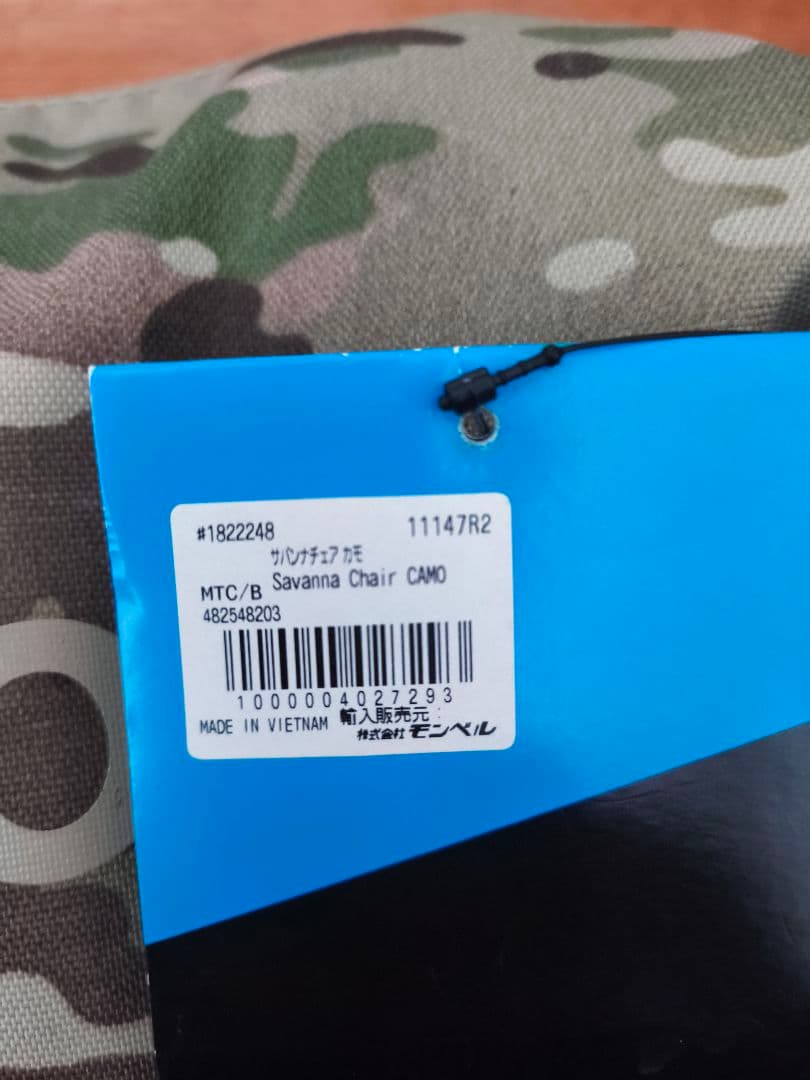 #1822248 11147R2
サバンナチェア カモ
MTC/B Savanna Chair CAMO
482548203
1000004027293
MADE IN VIETNAM 輸入販売元:
株式会社モンベル